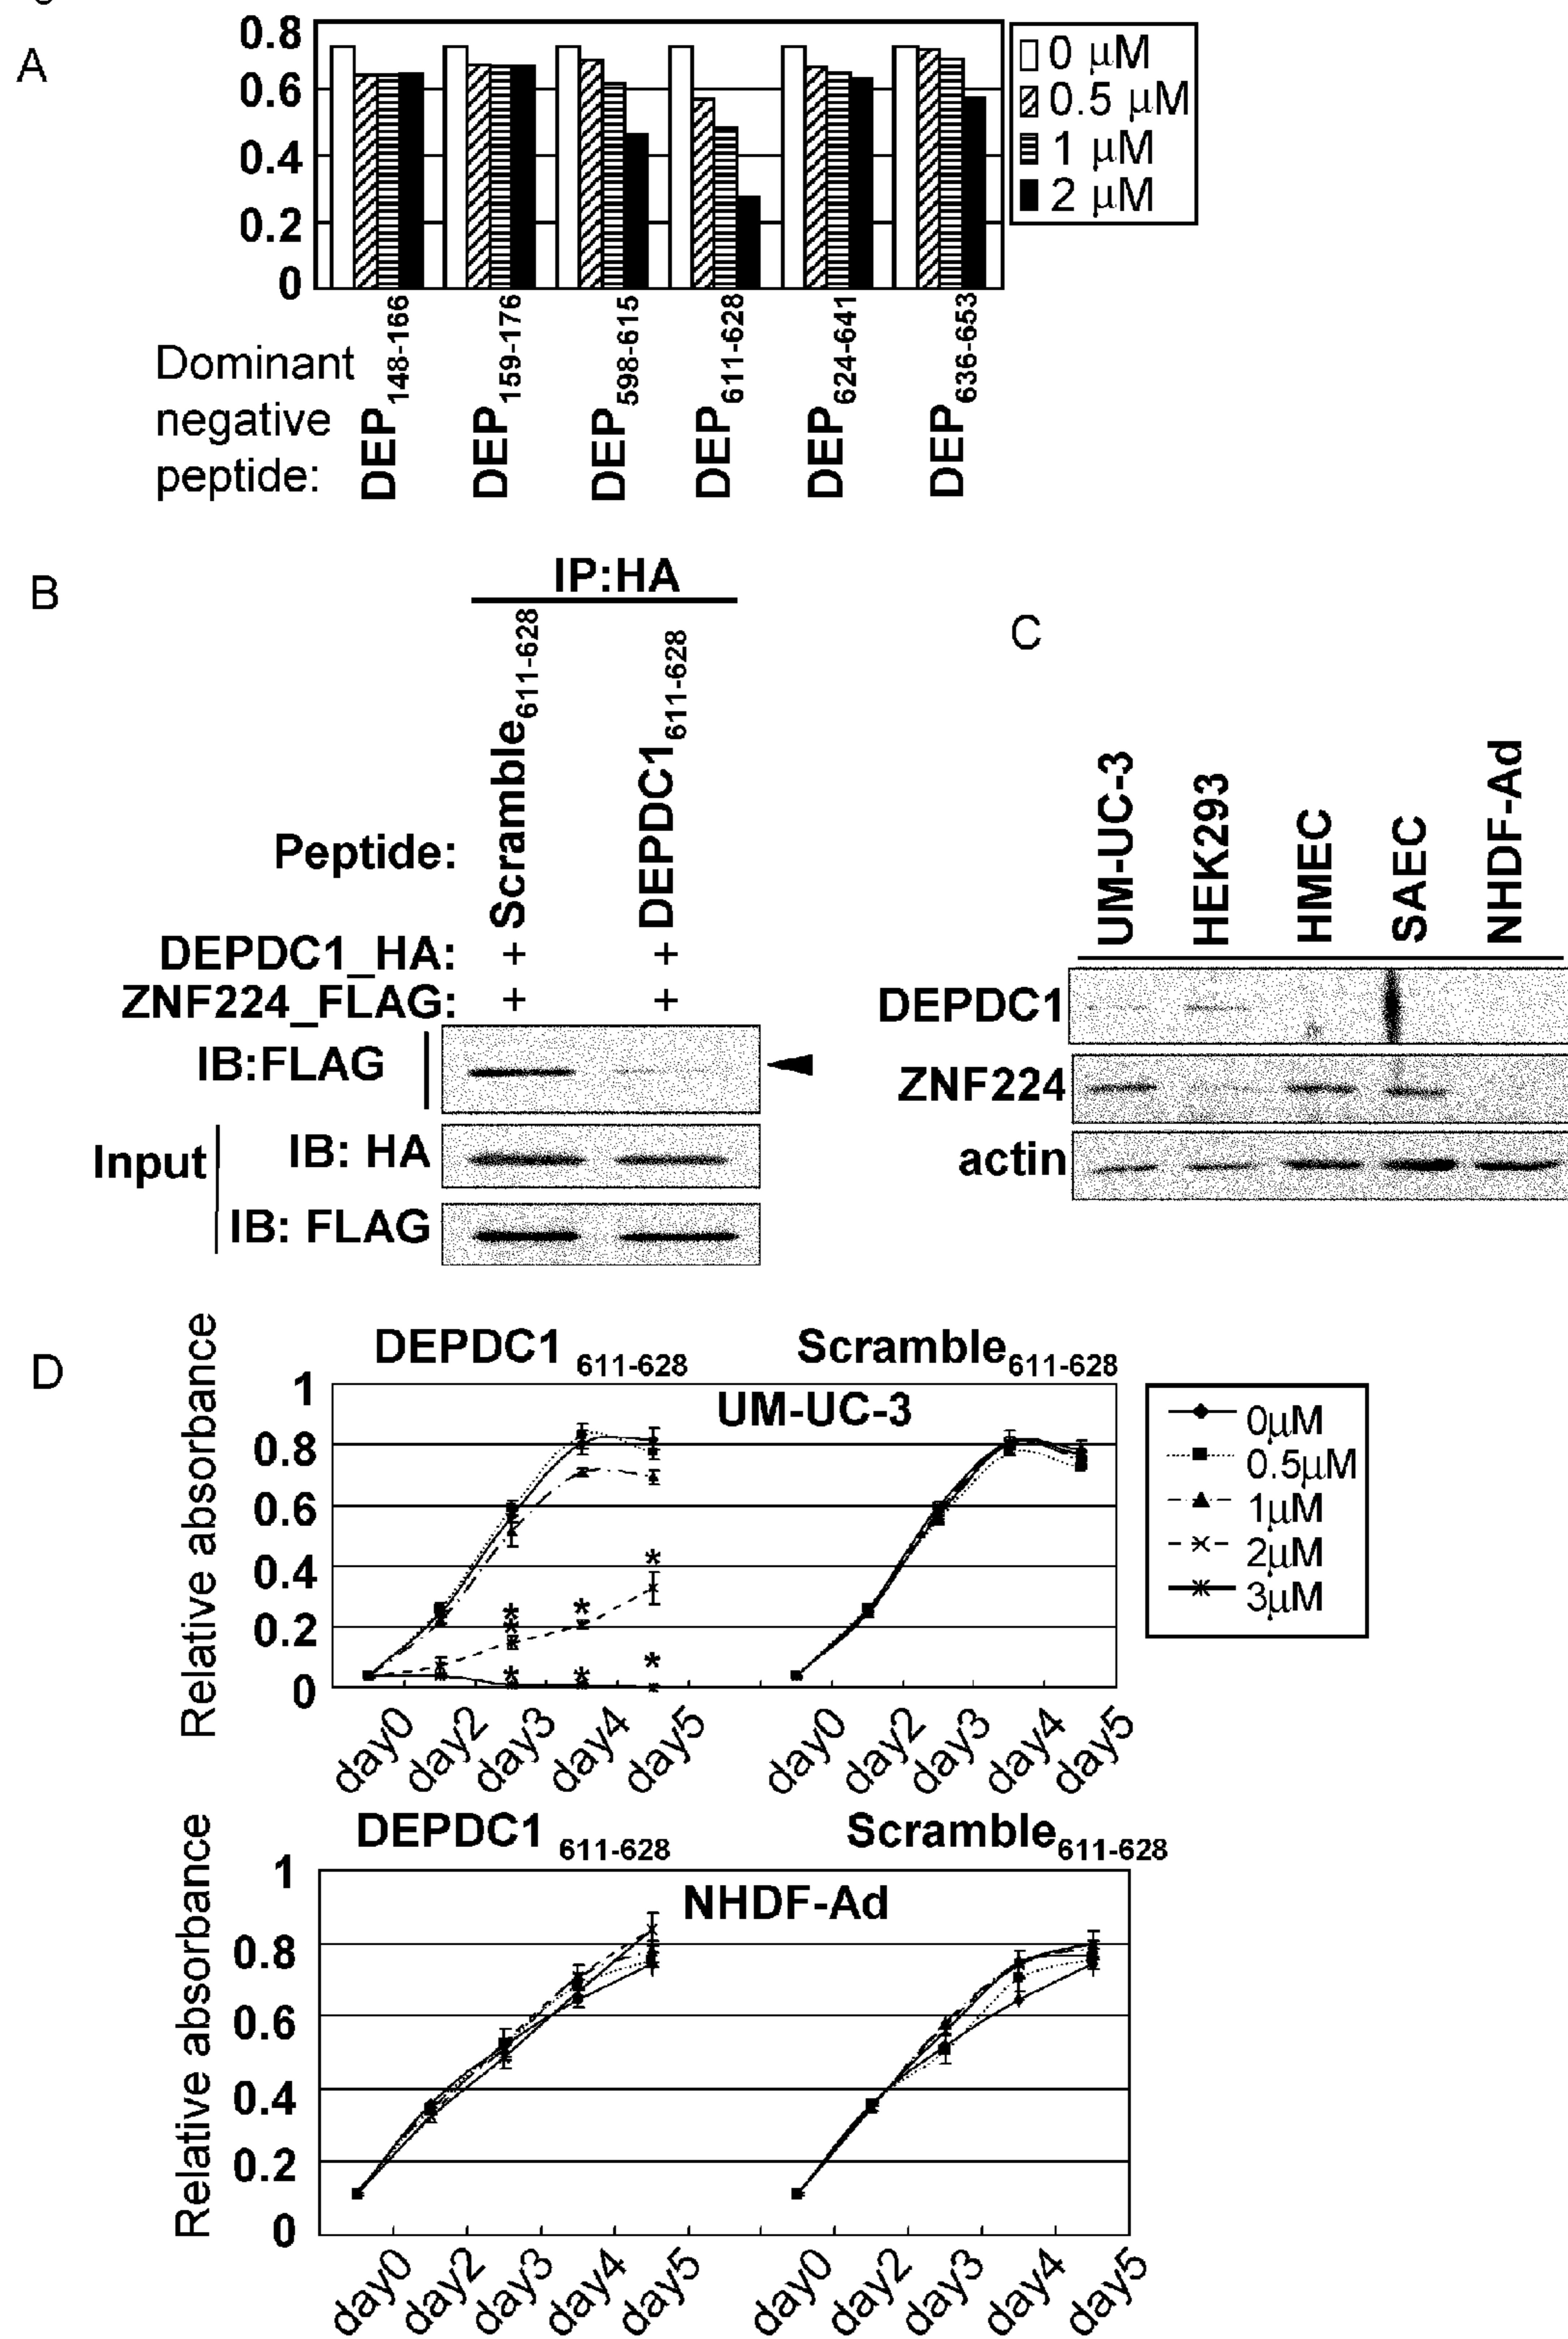 A
0.8
0.6
0.4
0.2
0
0 μM
0.5 μM
1 μM
2 μM
Dominant
negative
peptide:
DEP148-166
DEP159-176
DEP598-615
DEP611-628
DEP624-641
DEP636-653
B
IP:HA
Peptide:
Scramble611-628
DEPDC1611-628
DEPDC1_HA: + +
ZNF224_FLAG: + +
IB:FLAG
Input
IB: HA
IB: FLAG
C
UM-UC-3
HEK293
HMEC
SAEC
NHDF-Ad
DEPDC1
ZNF224
actin
D
DEPDC1 611-628
Scramble611-628
UM-UC-3
Relative absorbance
1
0.8
0.6
0.4
0.2
0
*
*
*
*
*
*
*
day0 day2 day3 day4 day5 day0 day2 day3 day4 day5
0μM
0.5μM
1μM
2μM
3μM
DEPDC1 611-628
Scramble611-628
NHDF-Ad
Relative absorbance
1
0.8
0.6
0.4
0.2
0
day0 day2 day3 day4 day5 day0 day2 day3 day4 day5